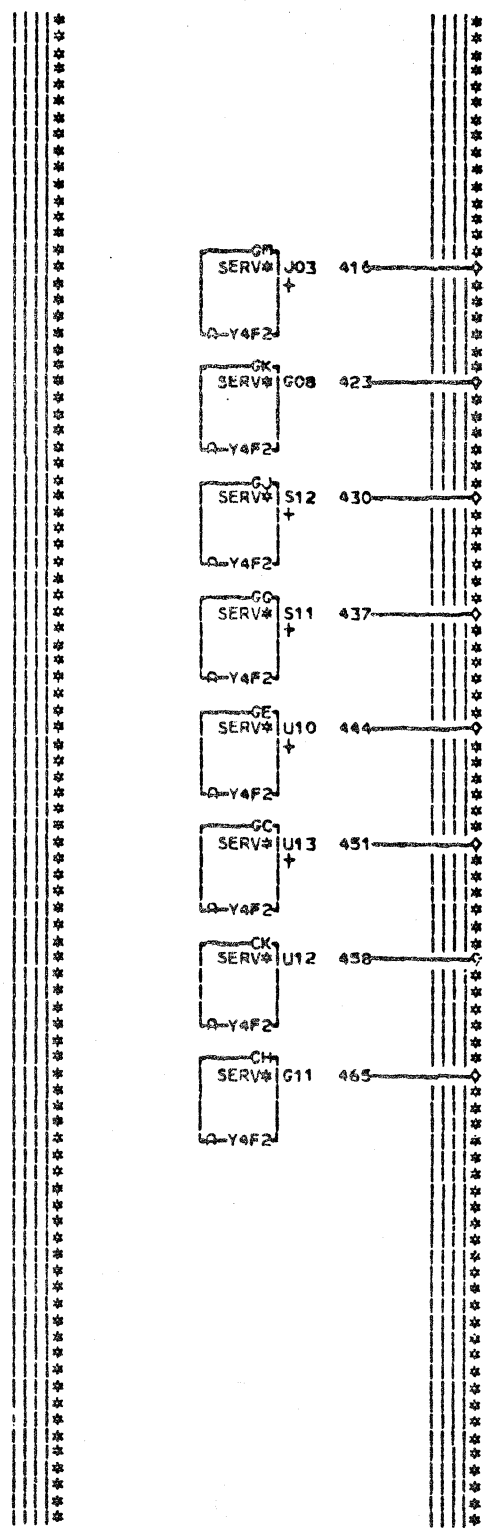 GM
SERV* J03 416
+
A-Y4F2
GK
SERV* G08 423
A-Y4F2
GJ
SERV* S12 430
+
A-Y4F2
GG
SERV* S11 437
+
A-Y4F2
GE
SERV* U10 444
+
A-Y4F2
GC
SERV* U13 451
+
A-Y4F2
CK
SERV* U12 458
A-Y4F2
CH
SERV* G11 465
A-Y4F2